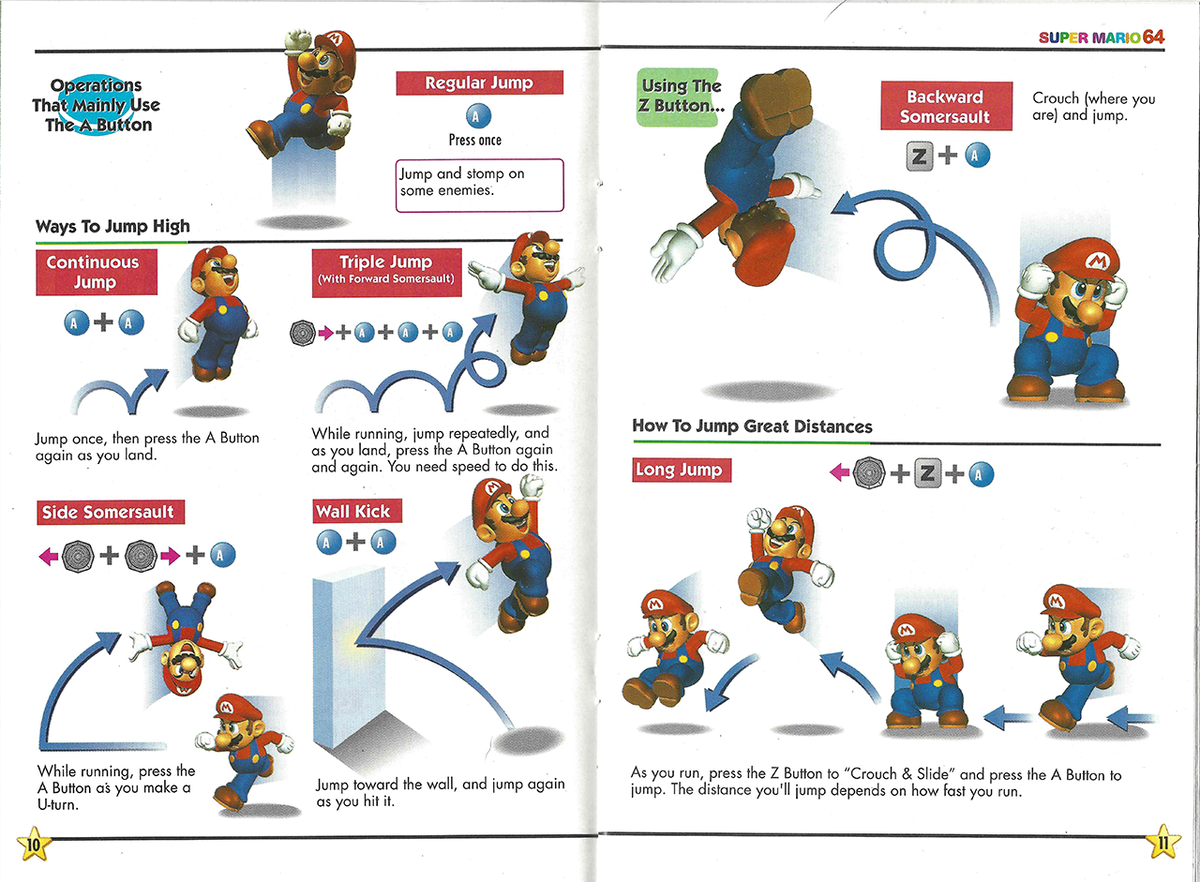 Operations
That Mainly Use
The A Button
Regular Jump
A
Press once
Jump and stomp on
some enemies.
Ways To Jump High
Continuous
Jump
A + A
Jump once, then press the A Button
again as you land.
Triple Jump
(With Forward Somersault)
+ A + A + A
While running, jump repeatedly, and
as you land, press the A Button again
and again. You need speed to do this.
Side Somersault
+ + A
While running, press the
A Button as you make a
U-turn.
Wall Kick
A + A
Jump toward the wall, and jump again
as you hit it.
10
SUPER MARIO 64
Using The
Z Button...
Backward
Somersault
Z + A
Crouch (where you
are) and jump.
How To Jump Great Distances
Long Jump
+ Z + A
As you run, press the Z Button to “Crouch & Slide” and press the A Button to
jump. The distance you'll jump depends on how fast you run.
11